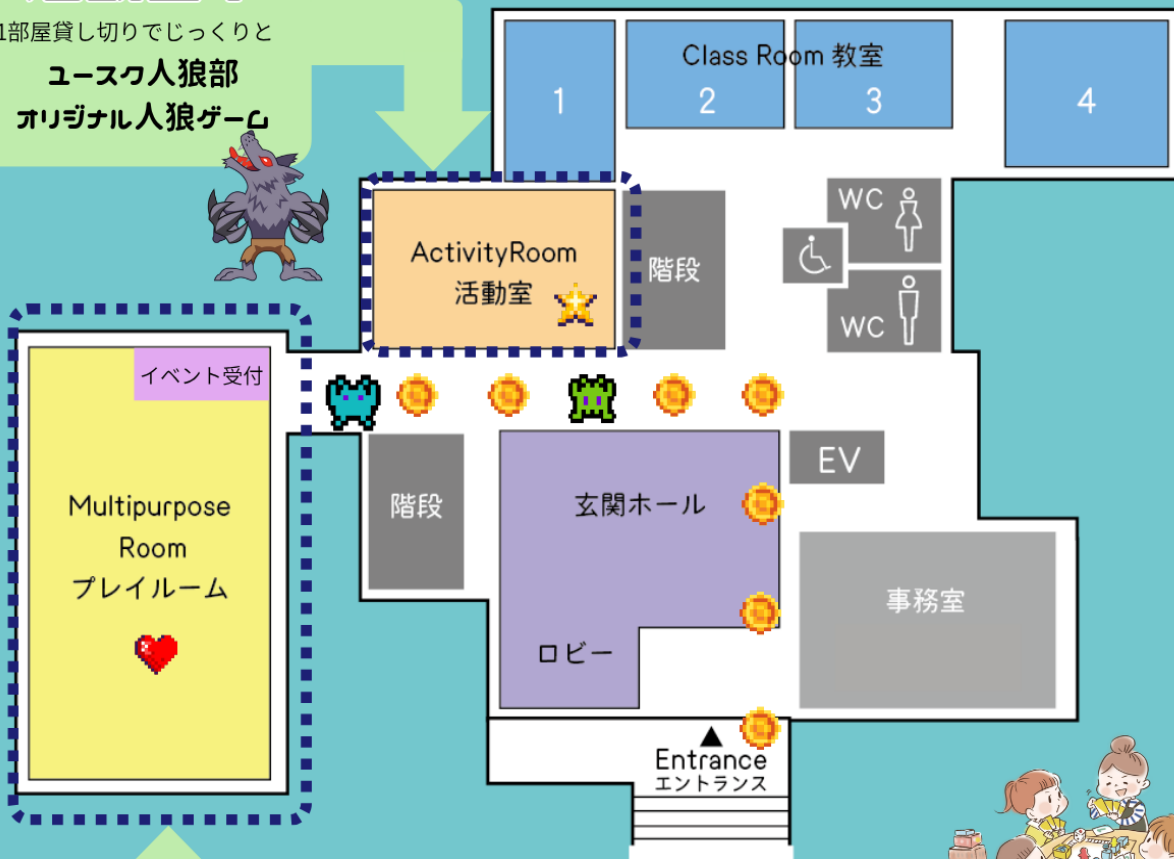 1部屋貸し切りでじっくりと
ユースク人狼部
オリジナル人狼ゲーム
Class Room 教室
1
2
3
4
ActivityRoom
活動室
階段
WC
WC
イベント受付
Multipurpose
Room
プレイルーム
階段
玄関ホール
EV
ロビー
事務室
Entrance
エントランス